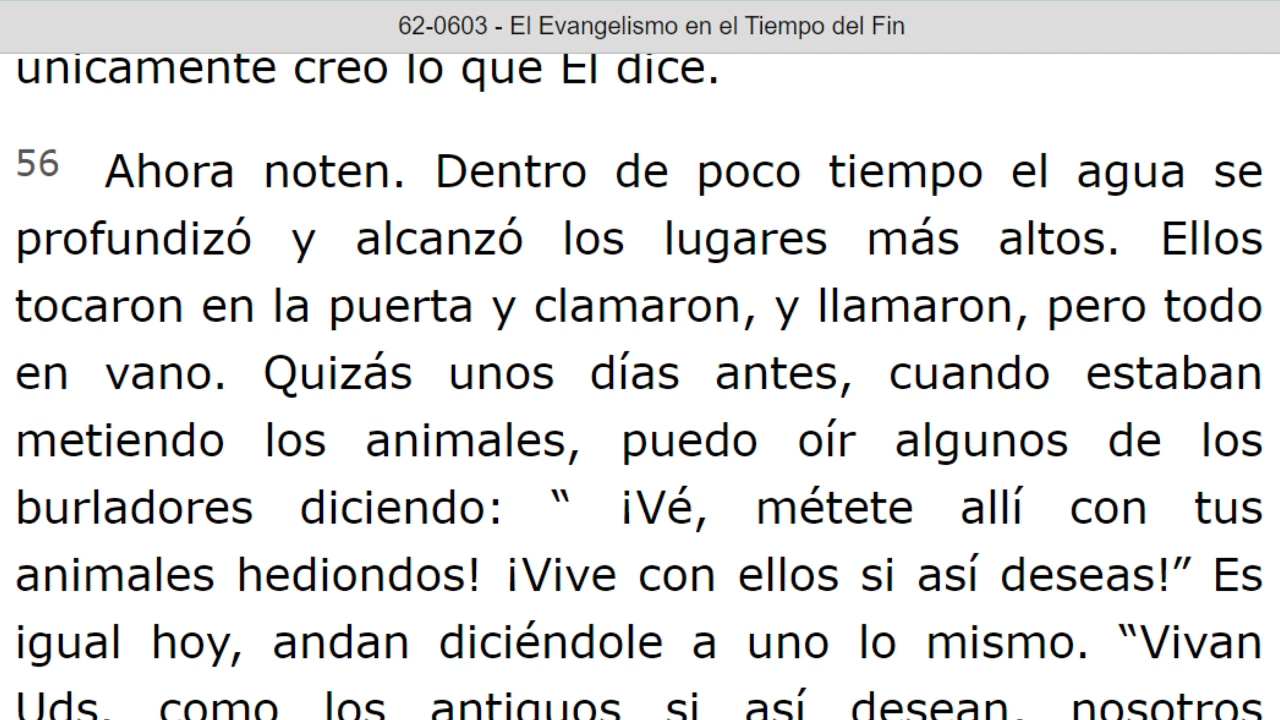 62-0603 - El Evangelismo en el Tiempo del Fin
unicamente creo lo que El dice.
56 Ahora noten. Dentro de poco tiempo el agua se
profundizó y alcanzó los lugares más altos. Ellos
tocaron en la puerta y clamaron, y llamaron, pero todo
en vano. Quizás unos días antes, cuando estaban
metiendo los animales, puedo oír algunos de los
burladores diciendo: “ ¡Vé, métete allí con tus
animales hediondos! ¡Vive con ellos si así deseas!” Es
igual hoy, andan diciéndole a uno lo mismo. “Vivan
Uds. como los antiguos si así desean, nosotros